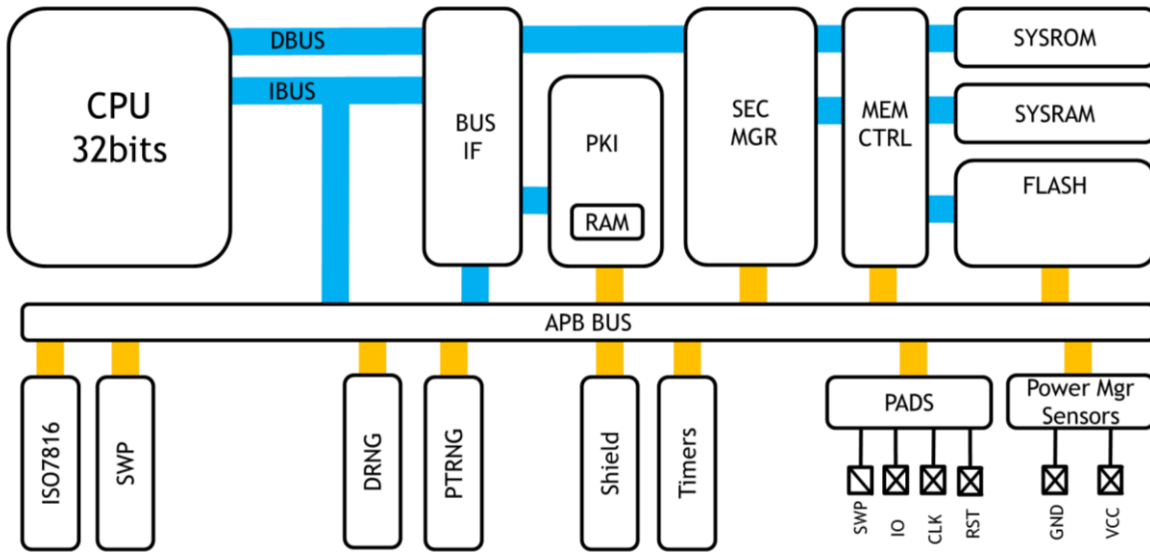 CPU
32bits
DBUS
IBUS
BUS
IF
PKI
RAM
SEC
MGR
MEM
CTRL
SYSROM
SYSRAM
FLASH
APB BUS
ISO7816
SWP
DRNG
PTRNG
Shield
Timers
PADS
SWP
IO
CLK
RST
Power Mgr
Sensors
GND
VCC